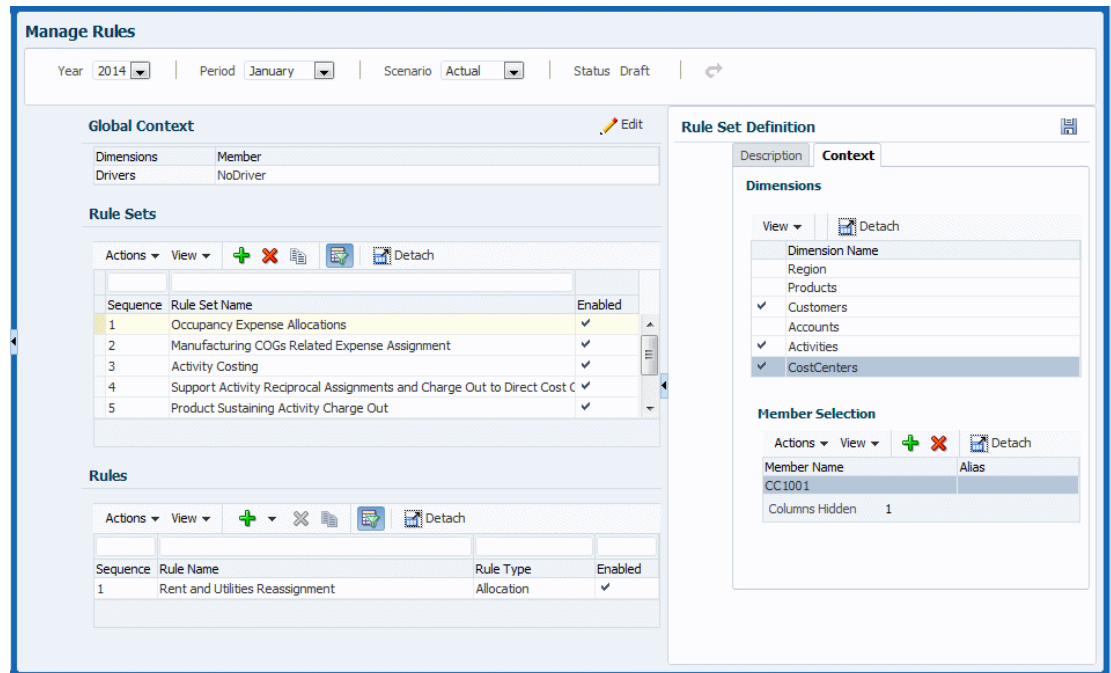 Manage Rules
Year 2014 Period January Scenario Actual Status Draft
Global Context Edit
Dimensions Member
Drivers NoDriver
Rule Sets
Actions View Detach
Sequence Rule Set Name Enabled
1 Occupancy Expense Allocations
2 Manufacturing COGs Related Expense Assignment
3 Activity Costing
4 Support Activity Reciprocal Assignments and Charge Out to Direct Cost C
5 Product Sustaining Activity Charge Out
Rules
Actions View Detach
Sequence Rule Name Rule Type Enabled
1 Rent and Utilities Reassignment Allocation
Rule Set Definition
Description Context
Dimensions
View Detach
Dimension Name
Region
Products
Customers
Accounts
Activities
CostCenters
Member Selection
Actions View Detach
Member Name Alias
CC1001
Columns Hidden 1